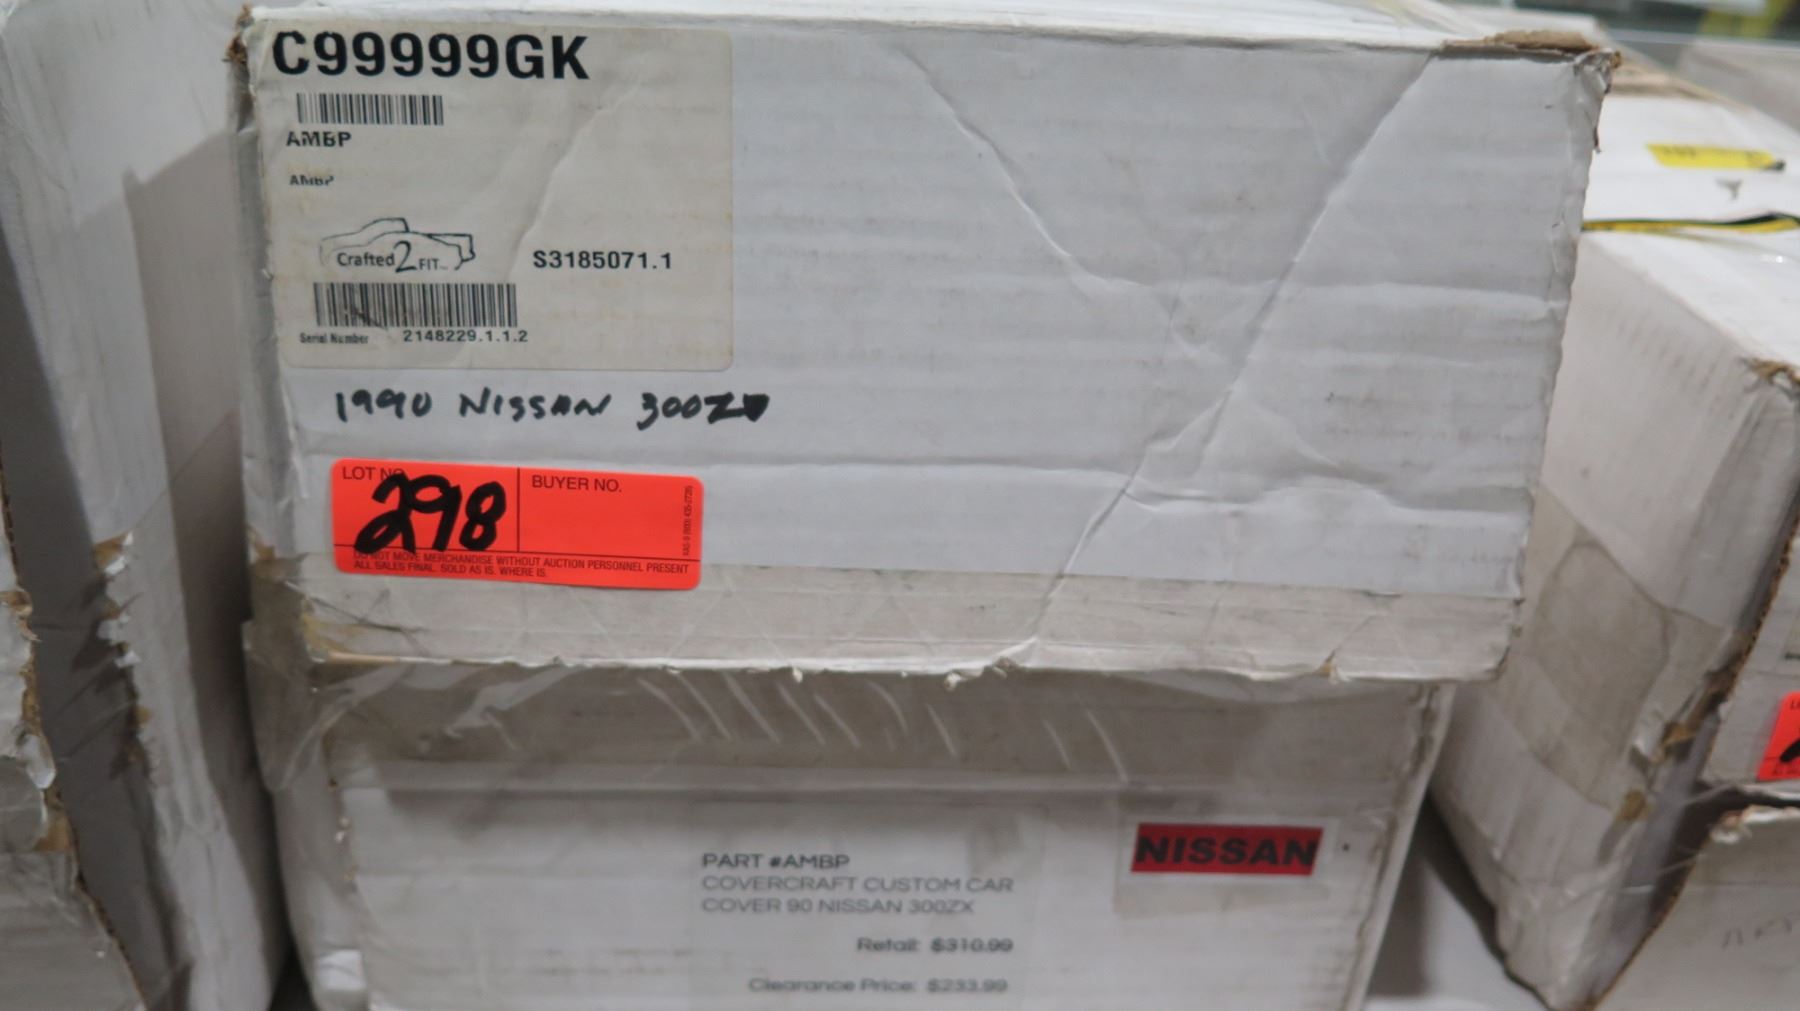 C99999GK
AMBP
AMBP
Crafted 2 FIT
S3185071.1
Serial Number 2148229.1.1.2
1990 NISSAN 300Z
LOT NO.
298
BUYER NO.
DO NOT MOVE MERCHANDISE WITHOUT AUCTION PERSONNEL PRESENT
ALL SALES FINAL. SOLD AS IS. WHERE IS.
NISSAN
PART #AMBP
COVERCRAFT CUSTOM CAR
COVER 90 NISSAN 300ZX
Retail: $310.99
Clearance Price: $233.99